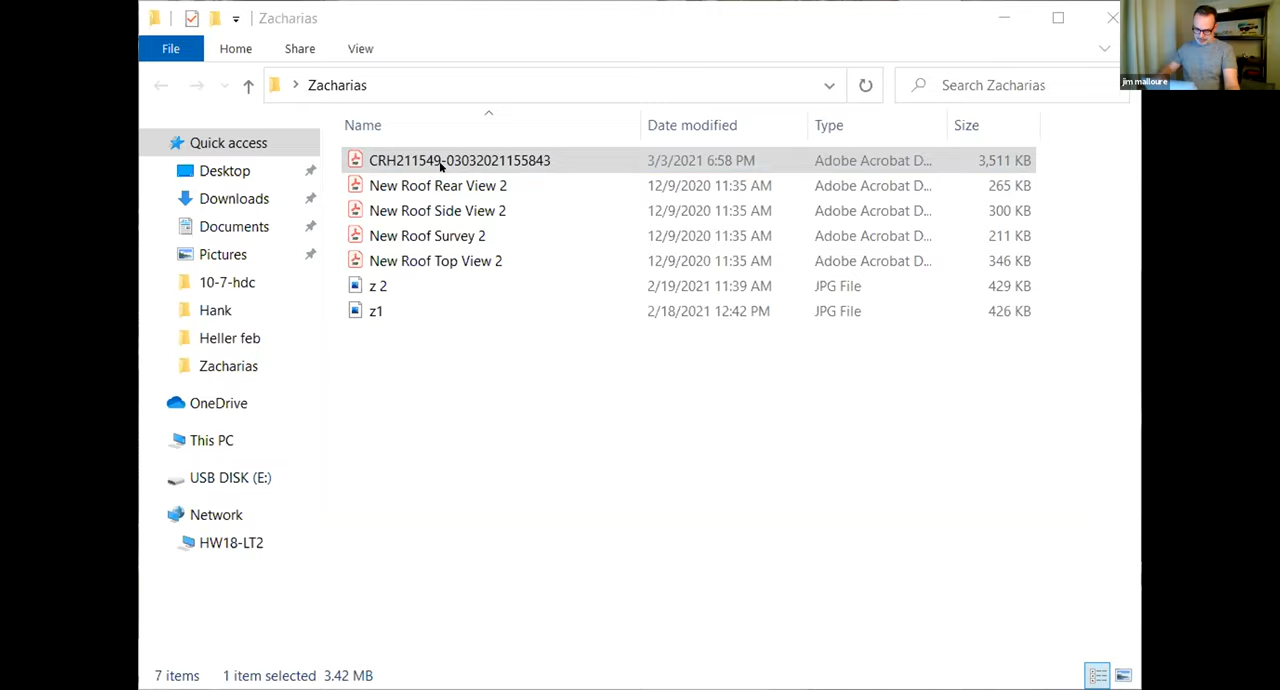 Zacharias
File Home Share View
Zacharias Search Zacharias
Name Date modified Type Size
Quick access
Desktop
Downloads
Documents
Pictures
10-7-hdc
Hank
Heller feb
Zacharias
OneDrive
This PC
USB DISK (E:)
Network
HW18-LT2
CRH211549-03032021155843 3/3/2021 6:58 PM Adobe Acrobat D... 3,511 KB
New Roof Rear View 2 12/9/2020 11:35 AM Adobe Acrobat D... 265 KB
New Roof Side View 2 12/9/2020 11:35 AM Adobe Acrobat D... 300 KB
New Roof Survey 2 12/9/2020 11:35 AM Adobe Acrobat D... 211 KB
New Roof Top View 2 12/9/2020 11:35 AM Adobe Acrobat D... 346 KB
z 2 2/19/2021 11:39 AM JPG File 429 KB
z1 2/18/2021 12:42 PM JPG File 426 KB
7 items 1 item selected 3.42 MB
jim malloure